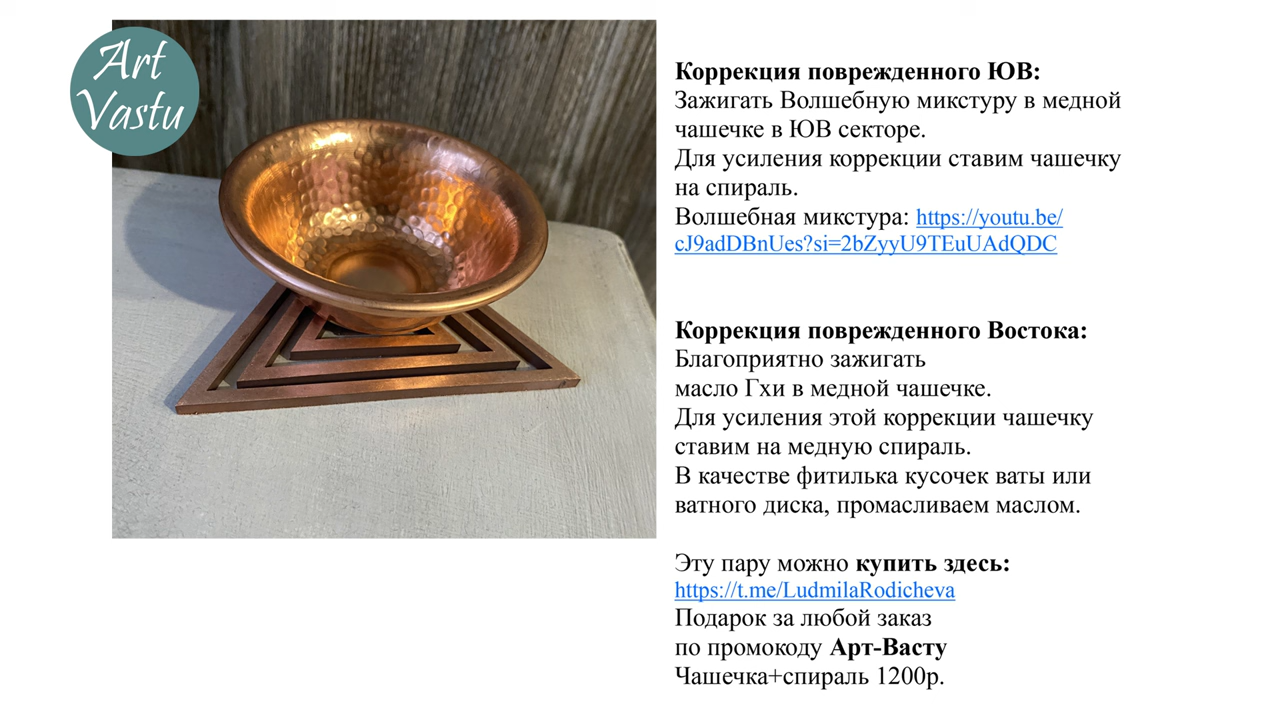 Art
Vastu
Коррекция поврежденного ЮВ:
Зажигать Волшебную микстуру в медной
чашечке в ЮВ секторе.
Для усиления коррекции ставим чашечку
на спираль.
Волшебная микстура: https://youtu.be/
cJ9adDBnUes?si=2bZyyU9TEuUAdQDC
Коррекция поврежденного Востока:
Благоприятно зажигать
масло Гхи в медной чашечке.
Для усиления этой коррекции чашечку
ставим на медную спираль.
В качестве фитилька кусочек ваты или
ватного диска, промасливаем маслом.
Эту пару можно купить здесь:
https://t.me/LudmilaRodicheva
Подарок за любой заказ
по промокоду Арт-Васту
Чашечка+спираль 1200р.